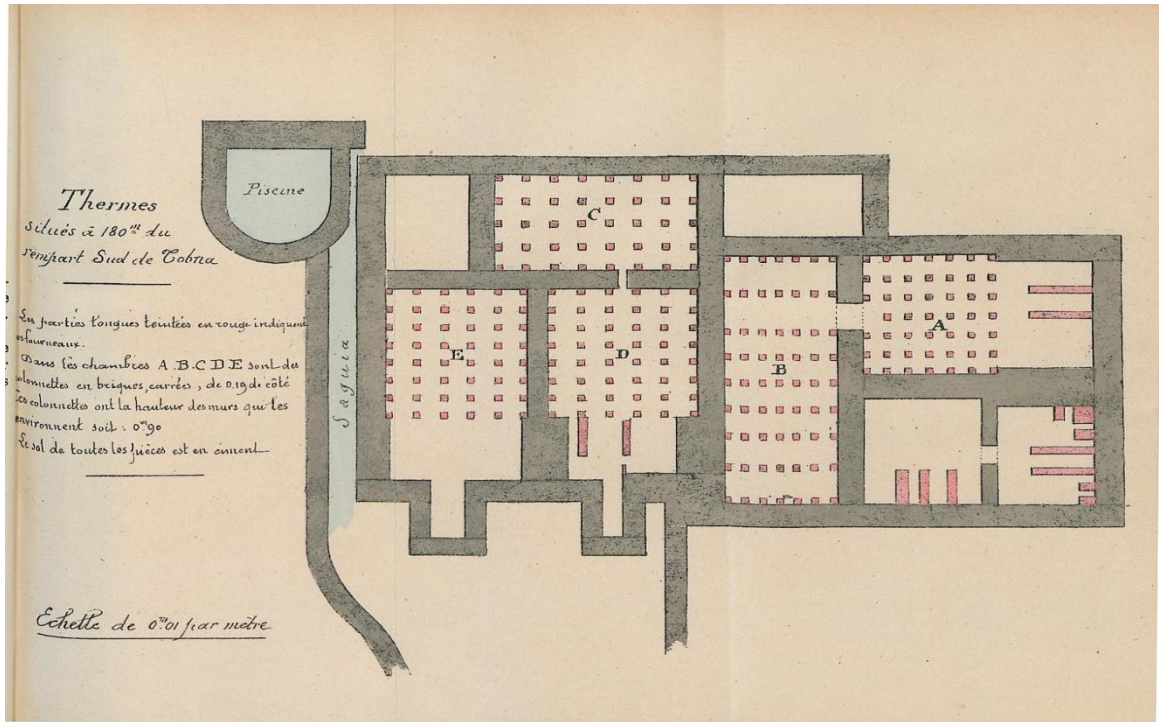 Thermes
situés à 180m du
rempart Sud de Tobna
Les parties longues teintées en rouge indiquent
les fourneaux.
Dans les chambres A.B.C.D.E sont des
colonnettes en briques, carrées, de 0.19 de côté
Les colonnettes ont la hauteur des murs qui les
environnent soit : 0m90
Le sol de toutes les pièces est en ciment
Echelle de 0m01 par mètre
Piscine
Saguia
C
E
D
B
A